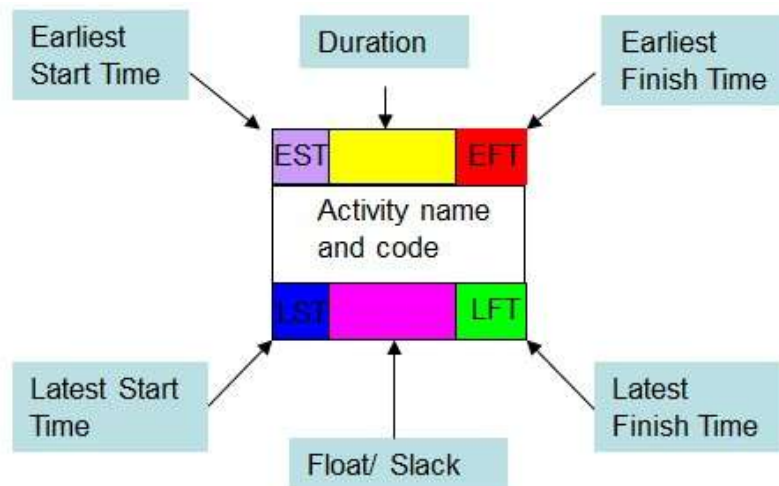 Earliest
Start Time
Duration
Earliest
Finish Time
EST
EFT
Activity name
and code
LST
LFT
Latest Start
Time
Float/ Slack
Latest
Finish Time